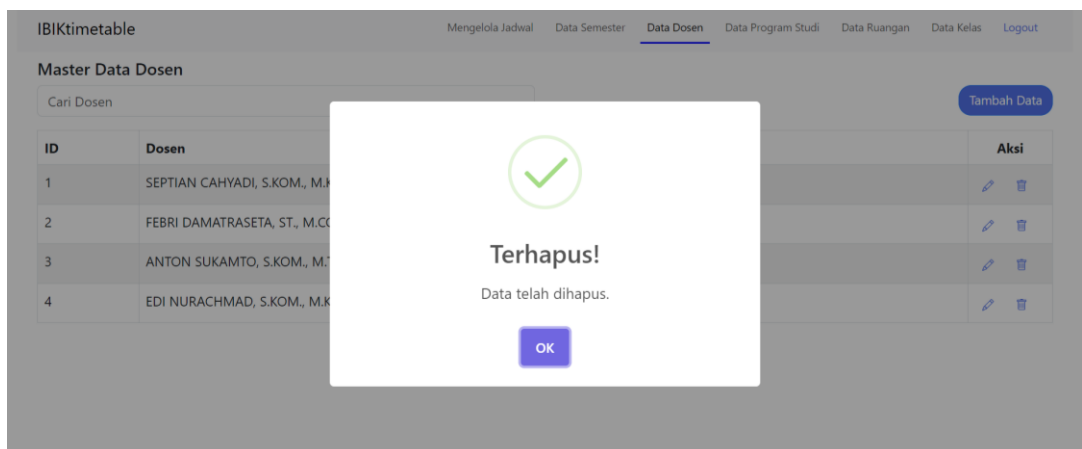 IBIKtimetable Mengelola Jadwal Data Semester Data Dosen Data Program Studi Data Ruangan Data Kelas Logout
Master Data Dosen
Cari Dosen Tambah Data
ID Dosen Aksi
1 SEPTIAN CAHYADI, S.KOM.,
2 FEBRI DAMATRASETA, ST.,
3 ANTON SUKAMTO, S.KOM.,
4 EDI NURACHMAD, S.KOM.,
Terhapus!
Data telah dihapus.
OK